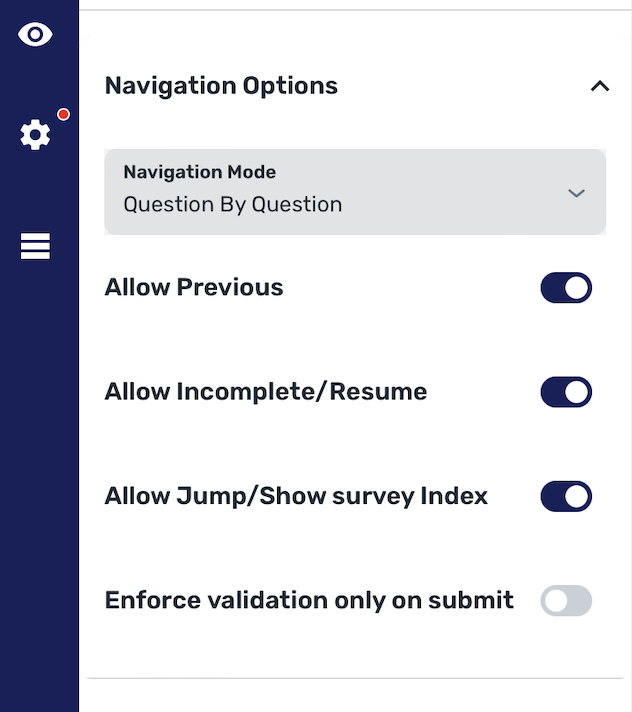 Navigation Options
Navigation Mode
Question By Question
Allow Previous
Allow Incomplete/Resume
Allow Jump/Show survey Index
Enforce validation only on submit